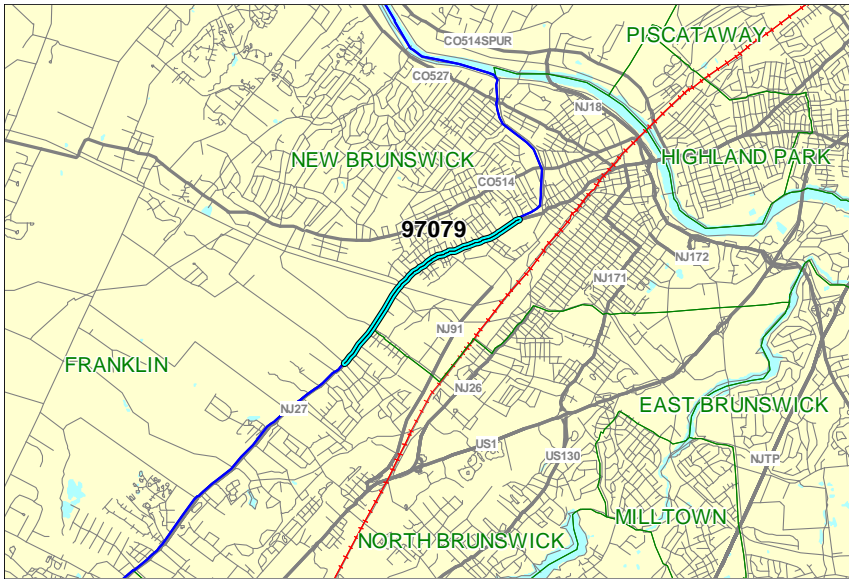 PISCATAWAY
CO514SPUR
CO527
NJ18
NEW BRUNSWICK
HIGHLAND PARK
CO514
97079
NJ172
NJ171
NJ91
FRANKLIN
NJ26
NJ27
EAST BRUNSWICK
US1
US130
NJTP
MILLTOWN
NORTH BRUNSWICK